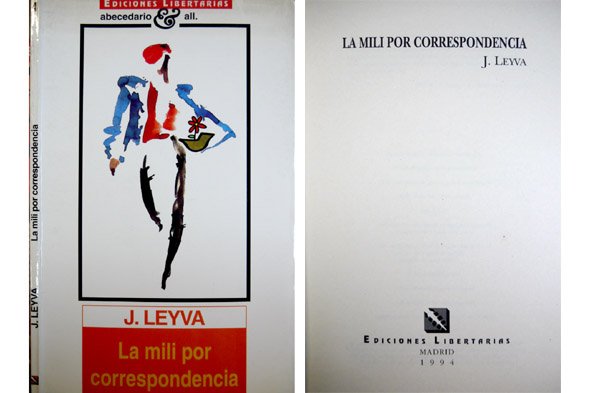 EDICIONES LIBERTARIAS
abecedario & all.
J. LEYVA
La mili por
correspondencia
J. LEYVA La mili por correspondencia
LA MILI POR CORRESPONDENCIA
J. LEYVA
EDICIONES LIBERTARIAS
MADRID
1994